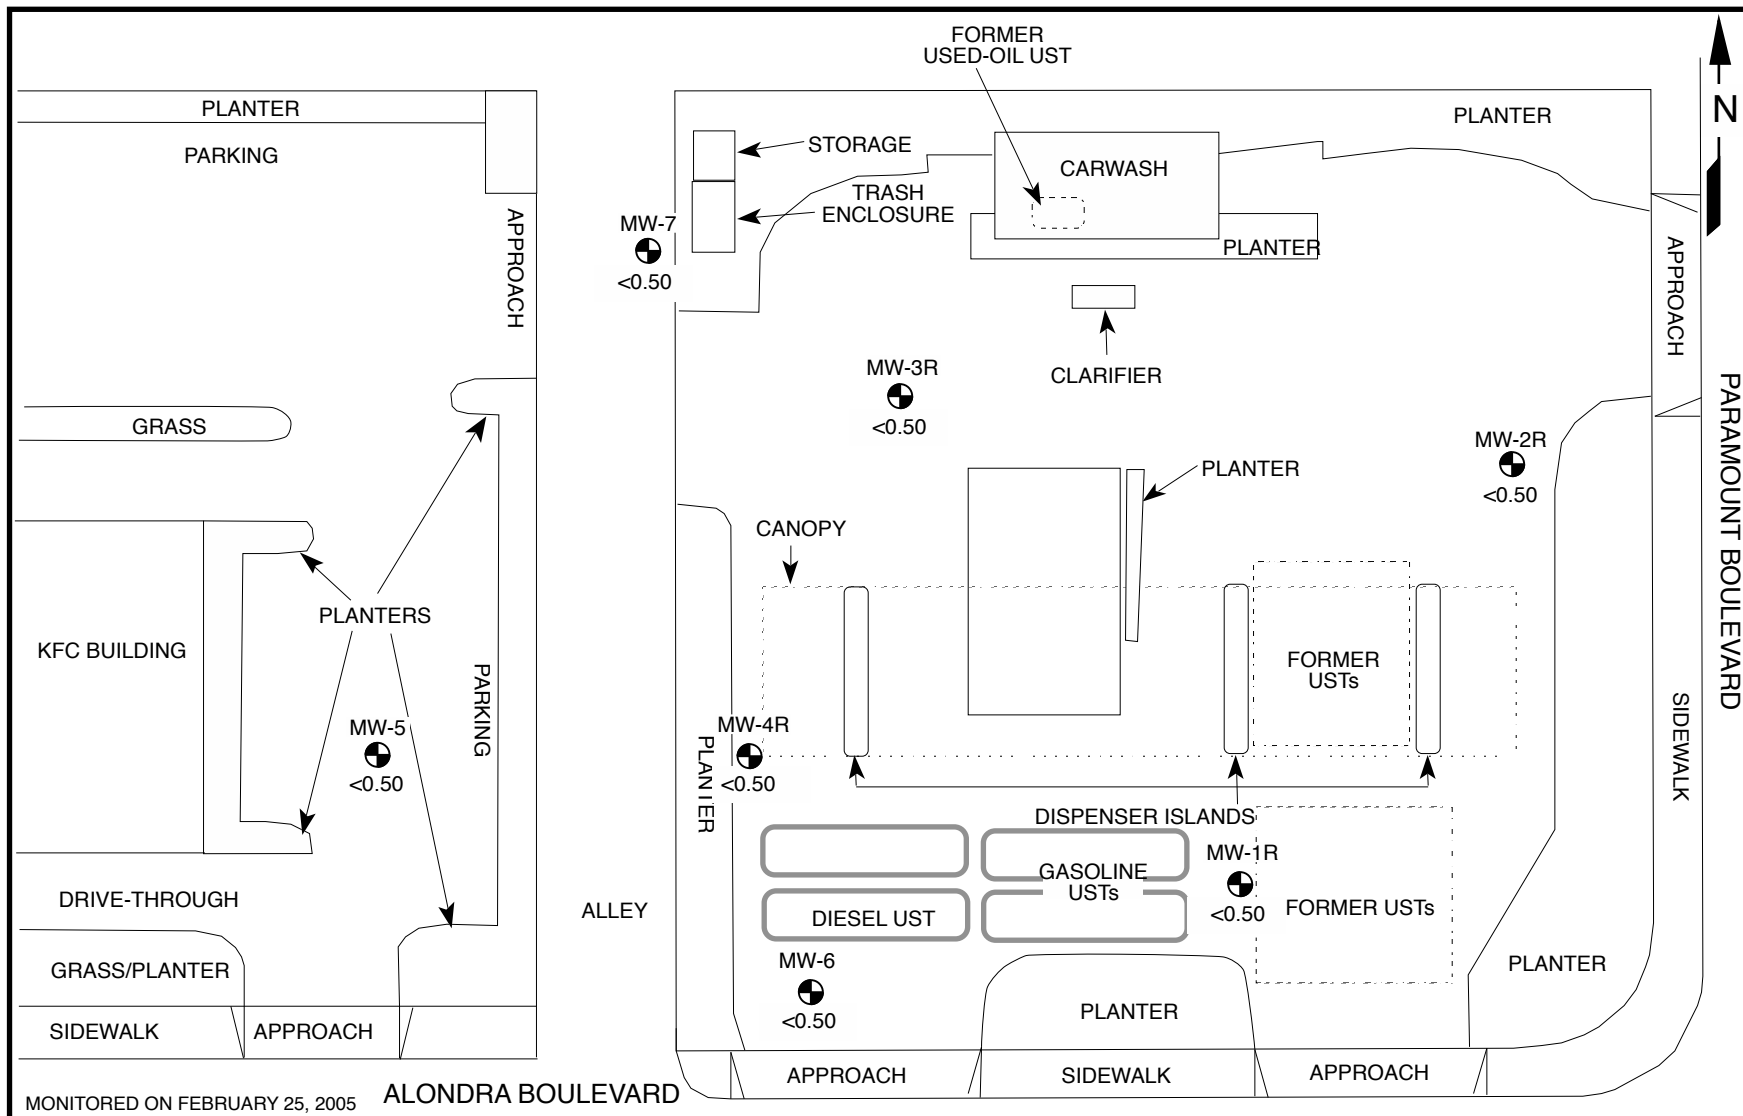 FORMER
USED-OIL UST
N
PLANTER
PLANTER
STORAGE
PARKING
CARWASH
TRASH
ENCLOSURE
APPROACH
MW-7
<0.50
PLANTER
APPROACH
MW-3R
<0.50
CLARIFIER
GRASS
MW-2R
<0.50
PARAMOUNT BOULEVARD
PLANTER
CANOPY
PLANTERS
KFC BUILDING
FORMER
USTs
PARKING
SIDEWALK
MW-5
<0.50
MW-4R
<0.50
PLANTER
DISPENSER ISLANDS
MW-1R
<0.50
GASOLINE
USTs
DRIVE-THROUGH
ALLEY
DIESEL UST
FORMER USTs
GRASS/PLANTER
MW-6
<0.50
PLANTER
PLANTER
SIDEWALK
APPROACH
APPROACH
SIDEWALK
APPROACH
MONITORED ON FEBRUARY 25, 2005
ALONDRA BOULEVARD